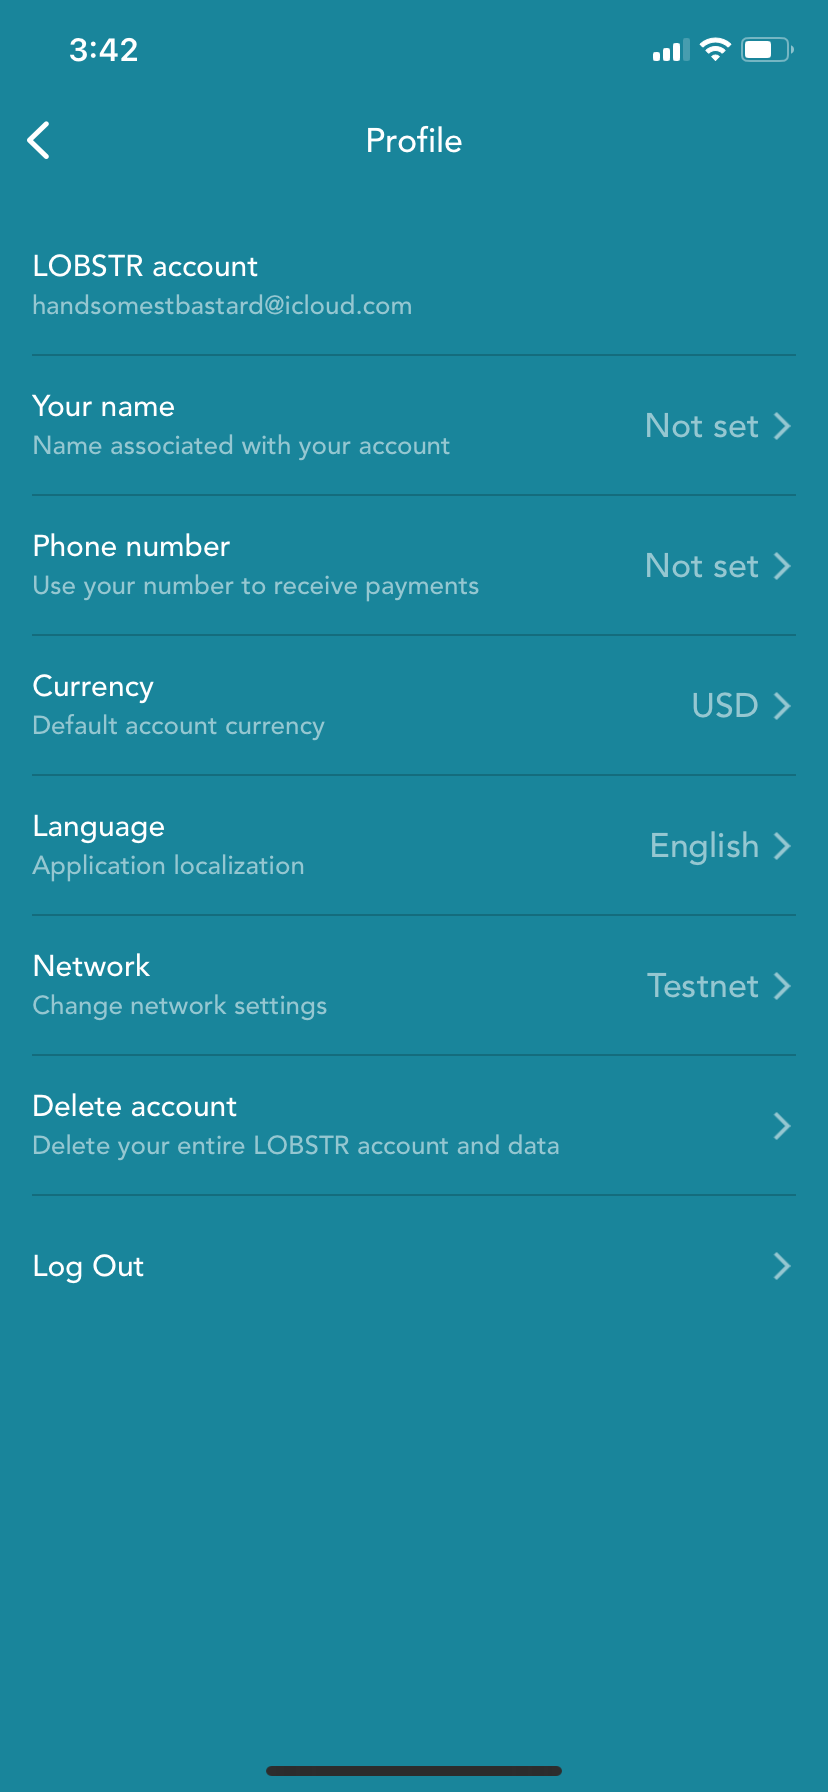 3:42
Profile
LOBSTR account
handsomestbastard@icloud.com
Your name
Name associated with your account
Not set
Phone number
Use your number to receive payments
Not set
Currency
Default account currency
USD
Language
Application localization
English
Network
Change network settings
Testnet
Delete account
Delete your entire LOBSTR account and data
Log Out